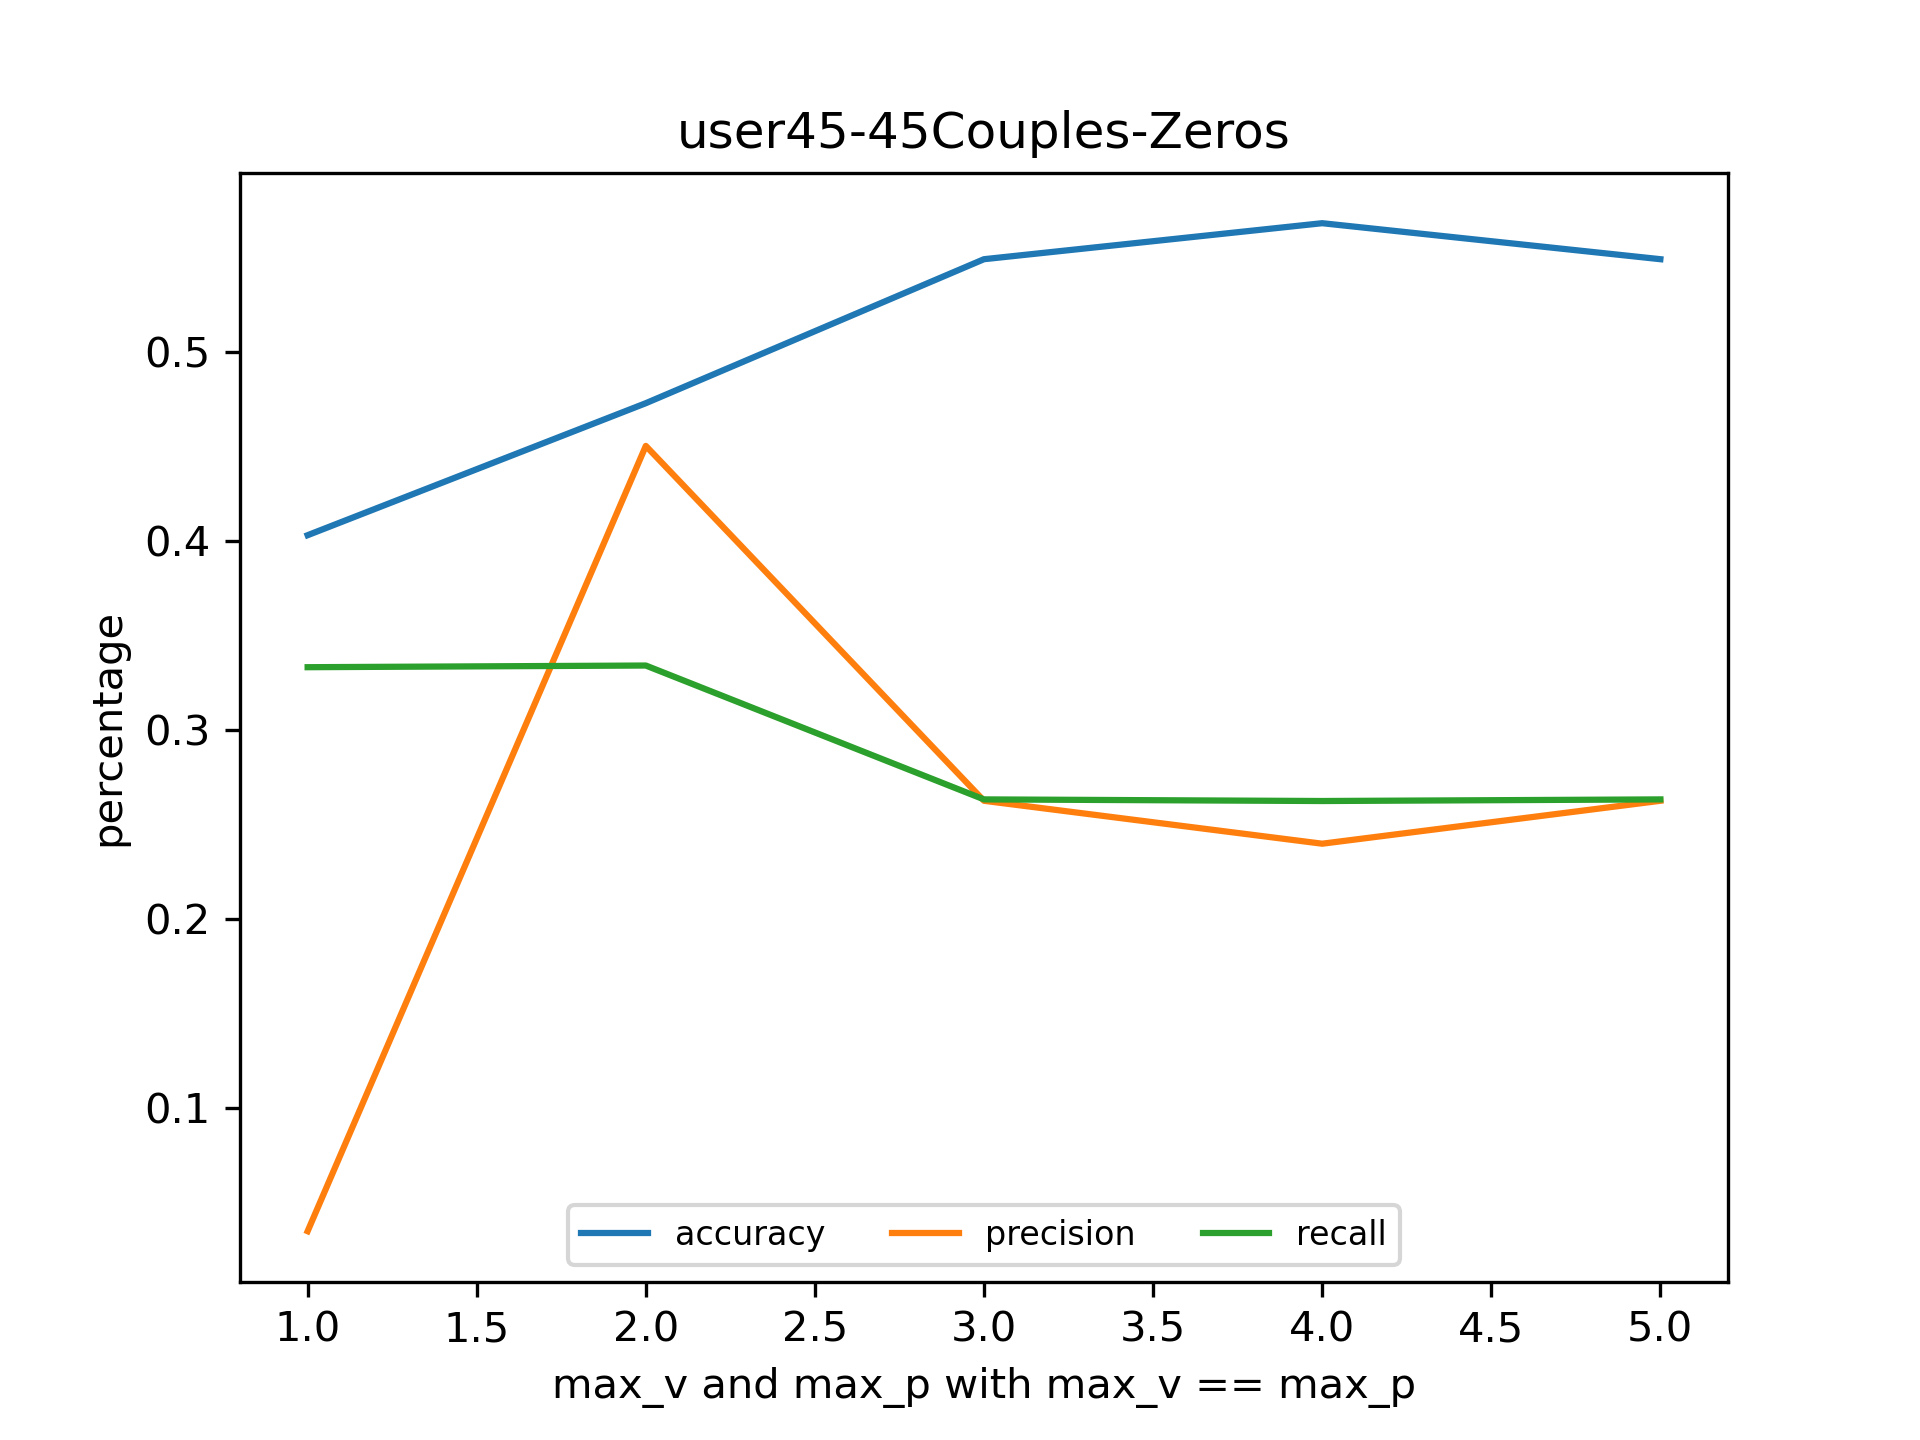 user45-45Couples-Zeros
percentage
0.5
0.4
0.3
0.2
0.1
accuracy precision recall
1.0 1.5 2.0 2.5 3.0 3.5 4.0 4.5 5.0
max_v and max_p with max_v == max_p